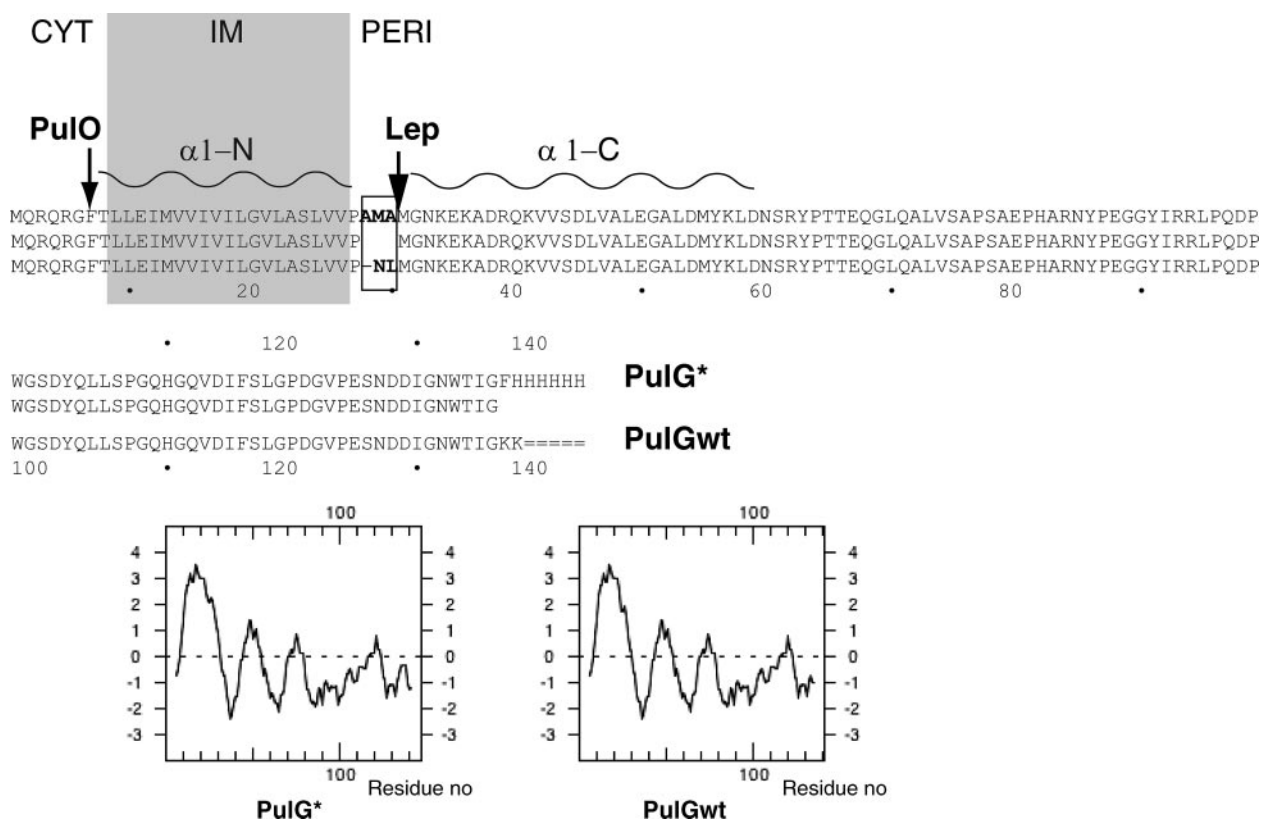 CYT IM PERI
PulO Lep
α1–N α 1–C
MQRQRGFTLLEIMVVIVILGVLASLVVPAMAMGNKEKADRQKVVSDLVALEGALDMYKLDNSRYPTTEQGLQALVSAPSAEPHARNYPEGGYIRRLPQDP
MQRQRGFTLLEIMVVIVILGVLASLVVP MGNKEKADRQKVVSDLVALEGALDMYKLDNSRYPTTEQGLQALVSAPSAEPHARNYPEGGYIRRLPQDP
MQRQRGFTLLEIMVVIVILGVLASLVVP-NLMGNKEKADRQKVVSDLVALEGALDMYKLDNSRYPTTEQGLQALVSAPSAEPHARNYPEGGYIRRLPQDP
• 20 • 40 • 60 • 80 •
• 120 • 140
WGSDYQLLSPGQHGQVDIFSLGPDGVPESNDDIGNWTIGFHHHHHH PulG*
WGSDYQLLSPGQHGQVDIFSLGPDGVPESNDDIGNWTIG
WGSDYQLLSPGQHGQVDIFSLGPDGVPESNDDIGNWTIGKK===== PulGwt
100 • 120 • 140
100 100
4 4 4 4
3 3 3 3
2 2 2 2
1 1 1 1
0 0 0 0
-1 -1 -1 -1
-2 -2 -2 -2
-3 -3 -3 -3
100 Residue no 100 Residue no
PulG* PulGwt